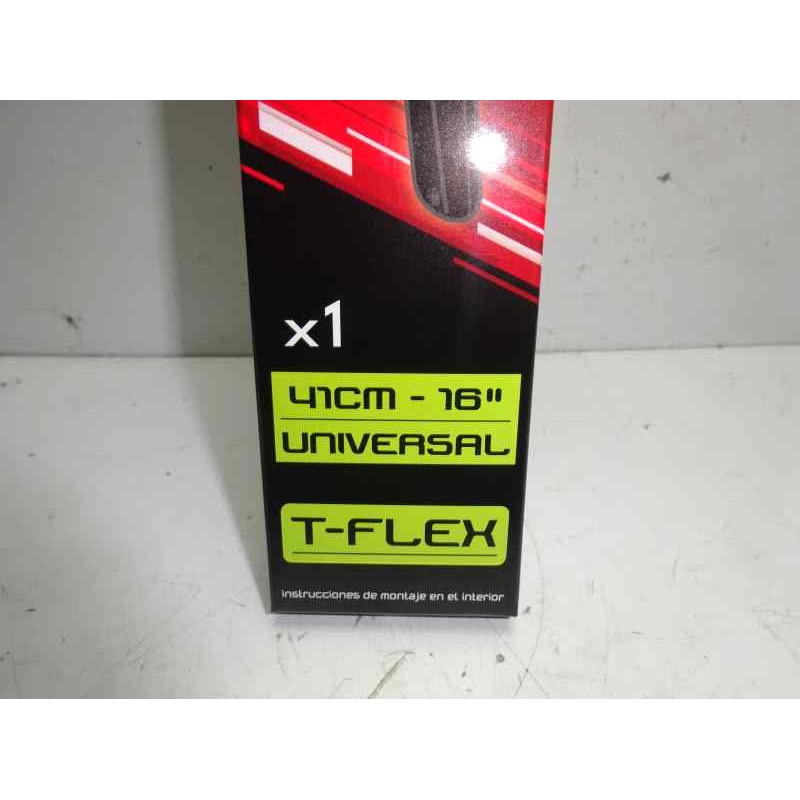 x1
41CM - 16"
UNIVERSAL
T-FLEX
instrucciones de montaje en el interior